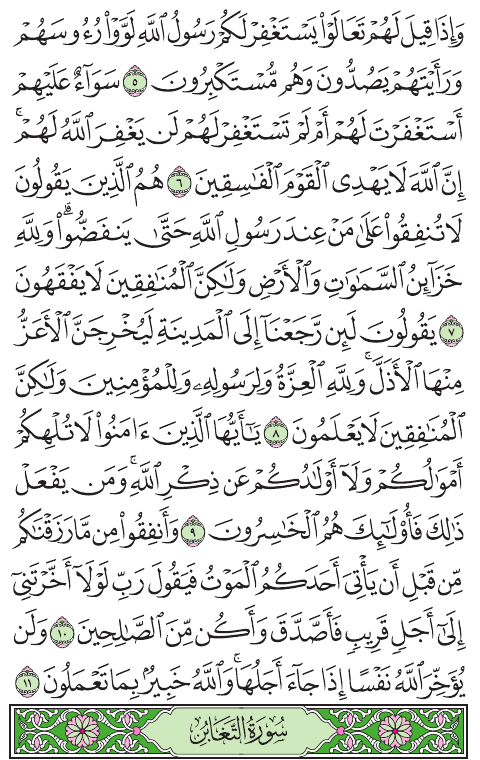 وَإِذَا قِيلَ لَهُمْ تَعَالَوْا۟ يَسْتَغْفِرْ لَكُمْ رَسُولُ ٱللَّهِ لَوَّوْا۟ رُءُوسَهُمْ
وَرَأَيْتَهُمْ يَصُدُّونَ وَهُم مُّسْتَكْبِرُونَ ٥ سَوَآءٌ عَلَيْهِمْ
أَسْتَغْفَرْتَ لَهُمْ أَمْ لَمْ تَسْتَغْفِرْ لَهُمْ لَن يَغْفِرَ ٱللَّهُ لَهُمْ ۚ
إِنَّ ٱللَّهَ لَا يَهْدِى ٱلْقَوْمَ ٱلْفَـٰسِقِينَ ٦ هُمُ ٱلَّذِينَ يَقُولُونَ
لَا تُنفِقُوا۟ عَلَىٰ مَنْ عِندَ رَسُولِ ٱللَّهِ حَتَّىٰ يَنفَضُّوا۟ ۗ وَلِلَّهِ
خَزَآئِنُ ٱلسَّمَـٰوَٰتِ وَٱلْأَرْضِ وَلَـٰكِنَّ ٱلْمُنَـٰفِقِينَ لَا يَفْقَهُونَ
٧ يَقُولُونَ لَئِن رَّجَعْنَآ إِلَى ٱلْمَدِينَةِ لَيُخْرِجَنَّ ٱلْأَعَزُّ
مِنْهَا ٱلْأَذَلَّ ۚ وَلِلَّهِ ٱلْعِزَّةُ وَلِرَسُولِهِۦ وَلِلْمُؤْمِنِينَ وَلَـٰكِنَّ
ٱلْمُنَـٰفِقِينَ لَا يَعْلَمُونَ ٨ يَـٰٓأَيُّهَا ٱلَّذِينَ ءَامَنُوا۟ لَا تُلْهِكُمْ
أَمْوَٰلُكُمْ وَلَآ أَوْلَـٰدُكُمْ عَن ذِكْرِ ٱللَّهِ ۚ وَمَن يَفْعَلْ
ذَٰلِكَ فَأُو۟لَـٰٓئِكَ هُمُ ٱلْخَـٰسِرُونَ ٩ وَأَنفِقُوا۟ مِن مَّا رَزَقْنَـٰكُم
مِّن قَبْلِ أَن يَأْتِىَ أَحَدَكُمُ ٱلْمَوْتُ فَيَقُولَ رَبِّ لَوْلَآ أَخَّرْتَنِىٓ
إِلَىٰٓ أَجَلٍ قَرِيبٍ فَأَصَّدَّقَ وَأَكُن مِّنَ ٱلصَّـٰلِحِينَ ١٠ وَلَن
يُؤَخِّرَ ٱللَّهُ نَفْسًا إِذَا جَآءَ أَجَلُهَا ۚ وَٱللَّهُ خَبِيرٌۢ بِمَا تَعْمَلُونَ ١١
سُورَةُ التَّغَابُنِ